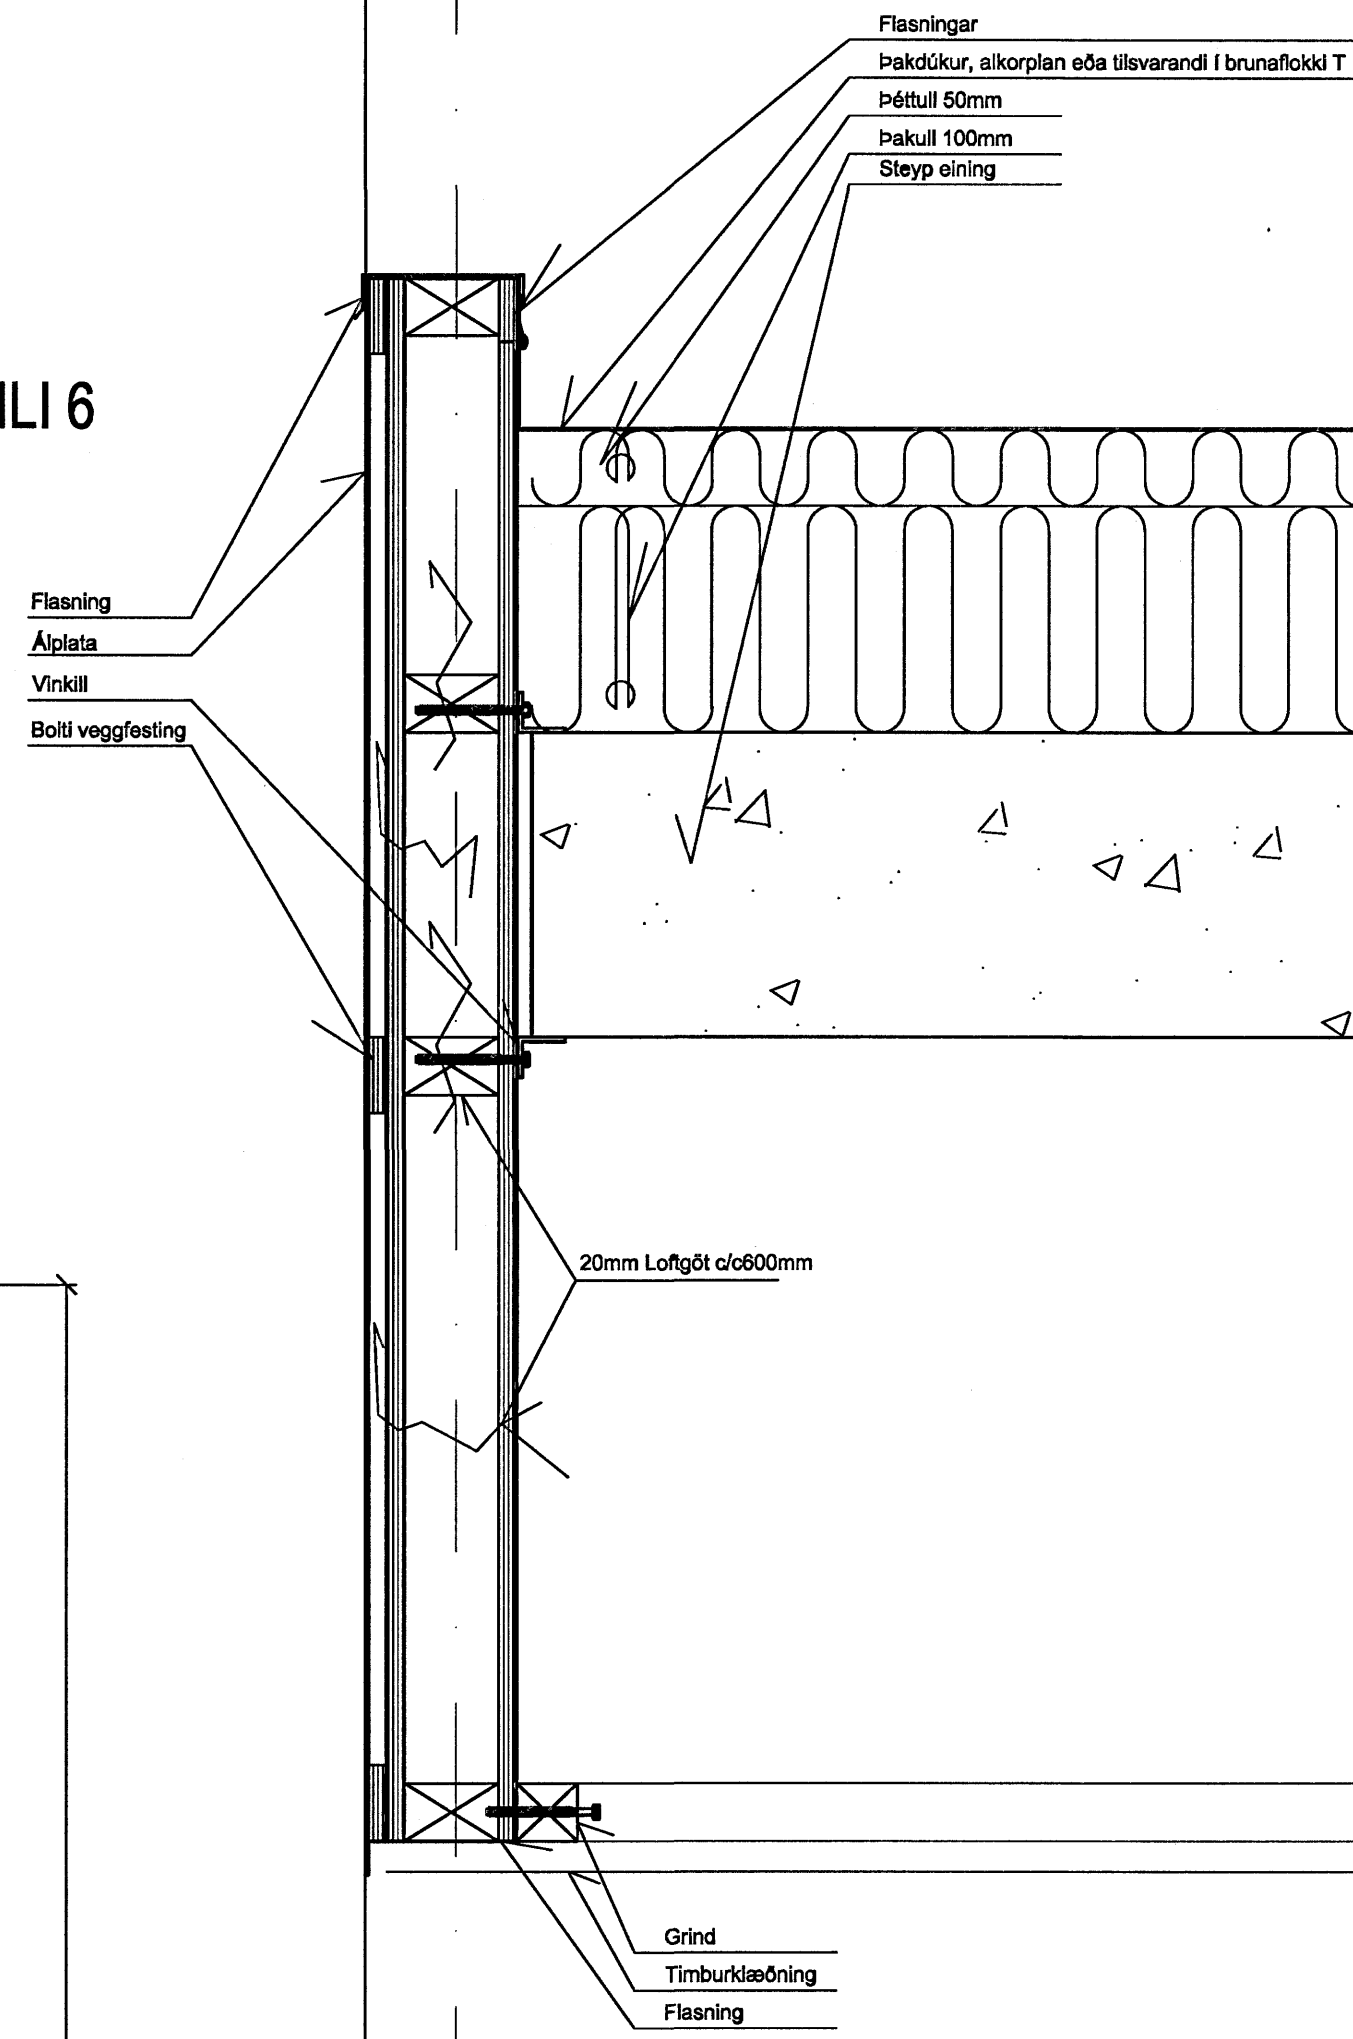 Flasningar
Þakdúkur, alkorplan eða tilsvarandi í brunaflokki T
Þéttull 50mm
Þakull 100mm
Steyp eining
LI 6
Flasning
Álplata
Vinkill
Bolti veggfesting
20mm Loftgöt c/c600mm
Grind
Timburklæðning
Flasning